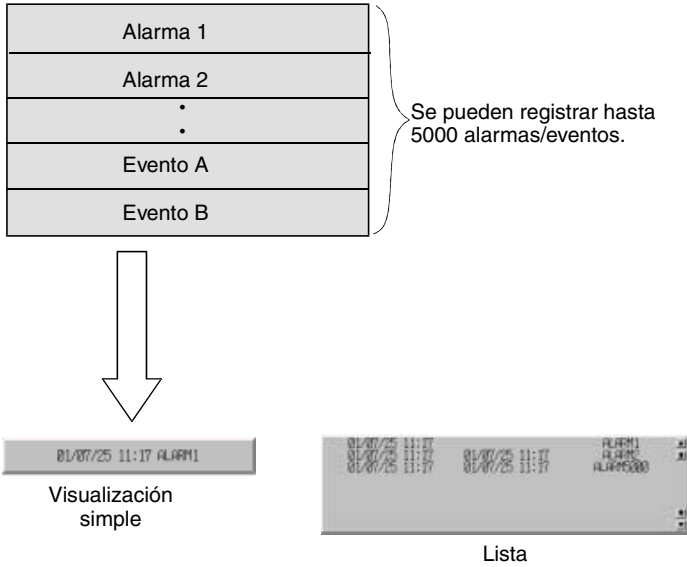 Alarma 1
Alarma 2
Se pueden registrar hasta
5000 alarmas/eventos.
Evento A
Evento B
01/07/25 11:17 ALARM1
Visualización
simple
01/07/25 11:17 ALARM1
01/07/25 11:17 01/07/25 11:17 ALARM2
01/07/25 11:17 01/07/25 11:17 ALARM5000
Lista